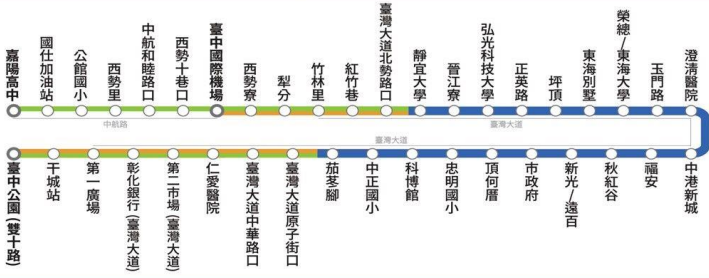 嘉陽高中
國仕加油站
公館國小
西勢里
中航和睦路口
西勢十巷口
臺中國際機場
西勢寮
犁分
竹林里
紅竹巷
臺灣大道北勢路口
靜宜大學
晉江寮
弘光科技大學
正英路
坪頂
東海別墅
榮總/東海大學
玉門路
澄清醫院
中航路
臺灣大道
臺灣大道
臺中公園(雙十路)
干城站
第一廣場
彰化銀行(臺灣大道)
第二市場(臺灣大道)
仁愛醫院
臺灣大道中華路口
臺灣大道原子街口
茄苳腳
中正國小
科博館
忠明國小
頂何厝
市政府
新光/遠百
秋紅谷
福安
中港新城